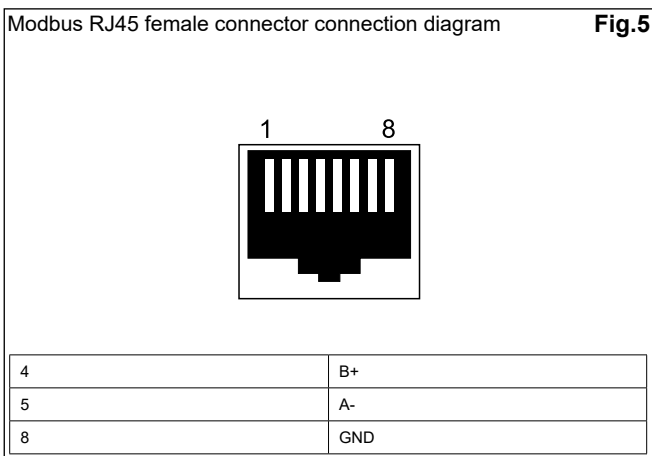 Modbus RJ45 female connector connection diagram Fig.5
1 8
4 B+
5 A-
8 GND